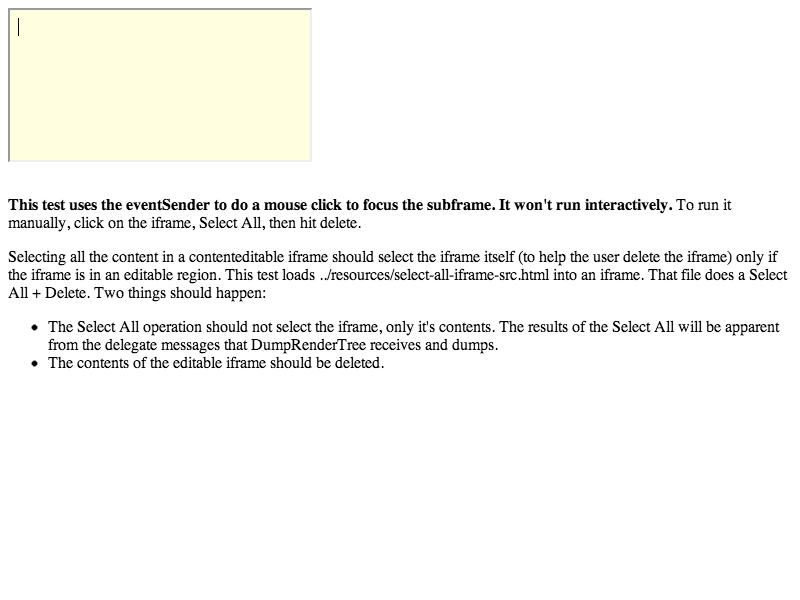 This test uses the eventSender to do a mouse click to focus the subframe. It won't run interactively. To run it
manually, click on the iframe, Select All, then hit delete.
Selecting all the content in a contenteditable iframe should select the iframe itself (to help the user delete the iframe) only if
the iframe is in an editable region. This test loads ../resources/select-all-iframe-src.html into an iframe. That file does a Select
All + Delete. Two things should happen:
• The Select All operation should not select the iframe, only it's contents. The results of the Select All will be apparent
from the delegate messages that DumpRenderTree receives and dumps.
• The contents of the editable iframe should be deleted.